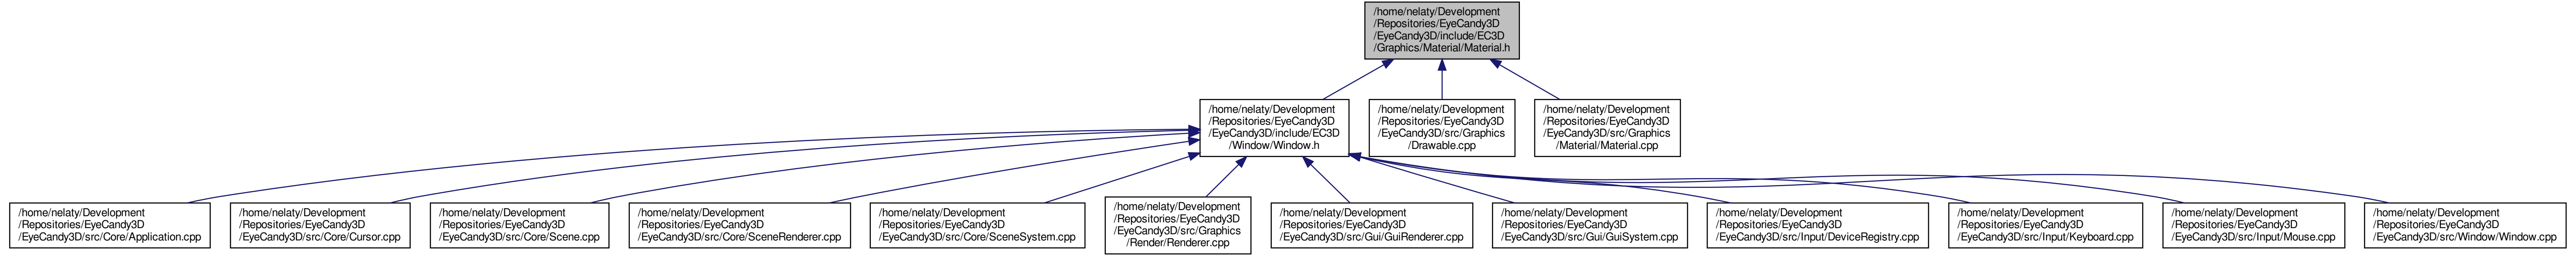 /home/nelaty/Development
/Repositories/EyeCandy3D
/EyeCandy3D/include/EC3D
/Graphics/Material/Material.h
/home/nelaty/Development
/Repositories/EyeCandy3D
/EyeCandy3D/include/EC3D
/Window/Window.h
/home/nelaty/Development
/Repositories/EyeCandy3D
/EyeCandy3D/src/Graphics
/Drawable.cpp
/home/nelaty/Development
/Repositories/EyeCandy3D
/EyeCandy3D/src/Graphics
/Material/Material.cpp
/home/nelaty/Development
/Repositories/EyeCandy3D
/EyeCandy3D/src/Core/Application.cpp
/home/nelaty/Development
/Repositories/EyeCandy3D
/EyeCandy3D/src/Core/Cursor.cpp
/home/nelaty/Development
/Repositories/EyeCandy3D
/EyeCandy3D/src/Core/Scene.cpp
/home/nelaty/Development
/Repositories/EyeCandy3D
/EyeCandy3D/src/Core/SceneRenderer.cpp
/home/nelaty/Development
/Repositories/EyeCandy3D
/EyeCandy3D/src/Core/SceneSystem.cpp
/home/nelaty/Development
/Repositories/EyeCandy3D
/EyeCandy3D/src/Graphics
/Render/Renderer.cpp
/home/nelaty/Development
/Repositories/EyeCandy3D
/EyeCandy3D/src/Gui/GuiRenderer.cpp
/home/nelaty/Development
/Repositories/EyeCandy3D
/EyeCandy3D/src/Gui/GuiSystem.cpp
/home/nelaty/Development
/Repositories/EyeCandy3D
/EyeCandy3D/src/Input/DeviceRegistry.cpp
/home/nelaty/Development
/Repositories/EyeCandy3D
/EyeCandy3D/src/Input/Keyboard.cpp
/home/nelaty/Development
/Repositories/EyeCandy3D
/EyeCandy3D/src/Input/Mouse.cpp
/home/nelaty/Development
/Repositories/EyeCandy3D
/EyeCandy3D/src/Window/Window.cpp